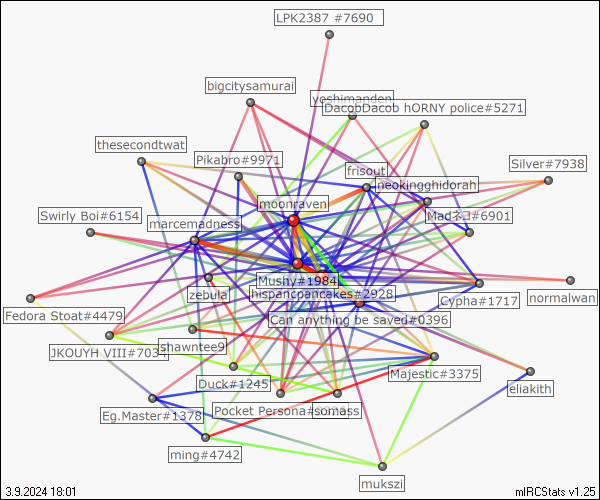 LPK2387 #7690
bigcitysamurai
yoshimanden
DacobDacob hORNY police#5271
thesecondtwat
Pikabro#9971
frisout
Silver#7938
neokingghidorah
moonraven
Swirly Boi#6154
marcemadness
Madネコ#6901
Mushy#1984
zebula
hispancpancakes#2928
Cypha#1717
normalwan
Fedora Stoat#4479
Can anything be saved#0396
JKOUYH VIII#7034
shawntee9
Duck#1245
Majestic#3375
eliakith
Eg.Master#1378
Pocket Persona#
somass
ming#4742
mukszi
3.9.2024 18:01
mIRCStats v1.25